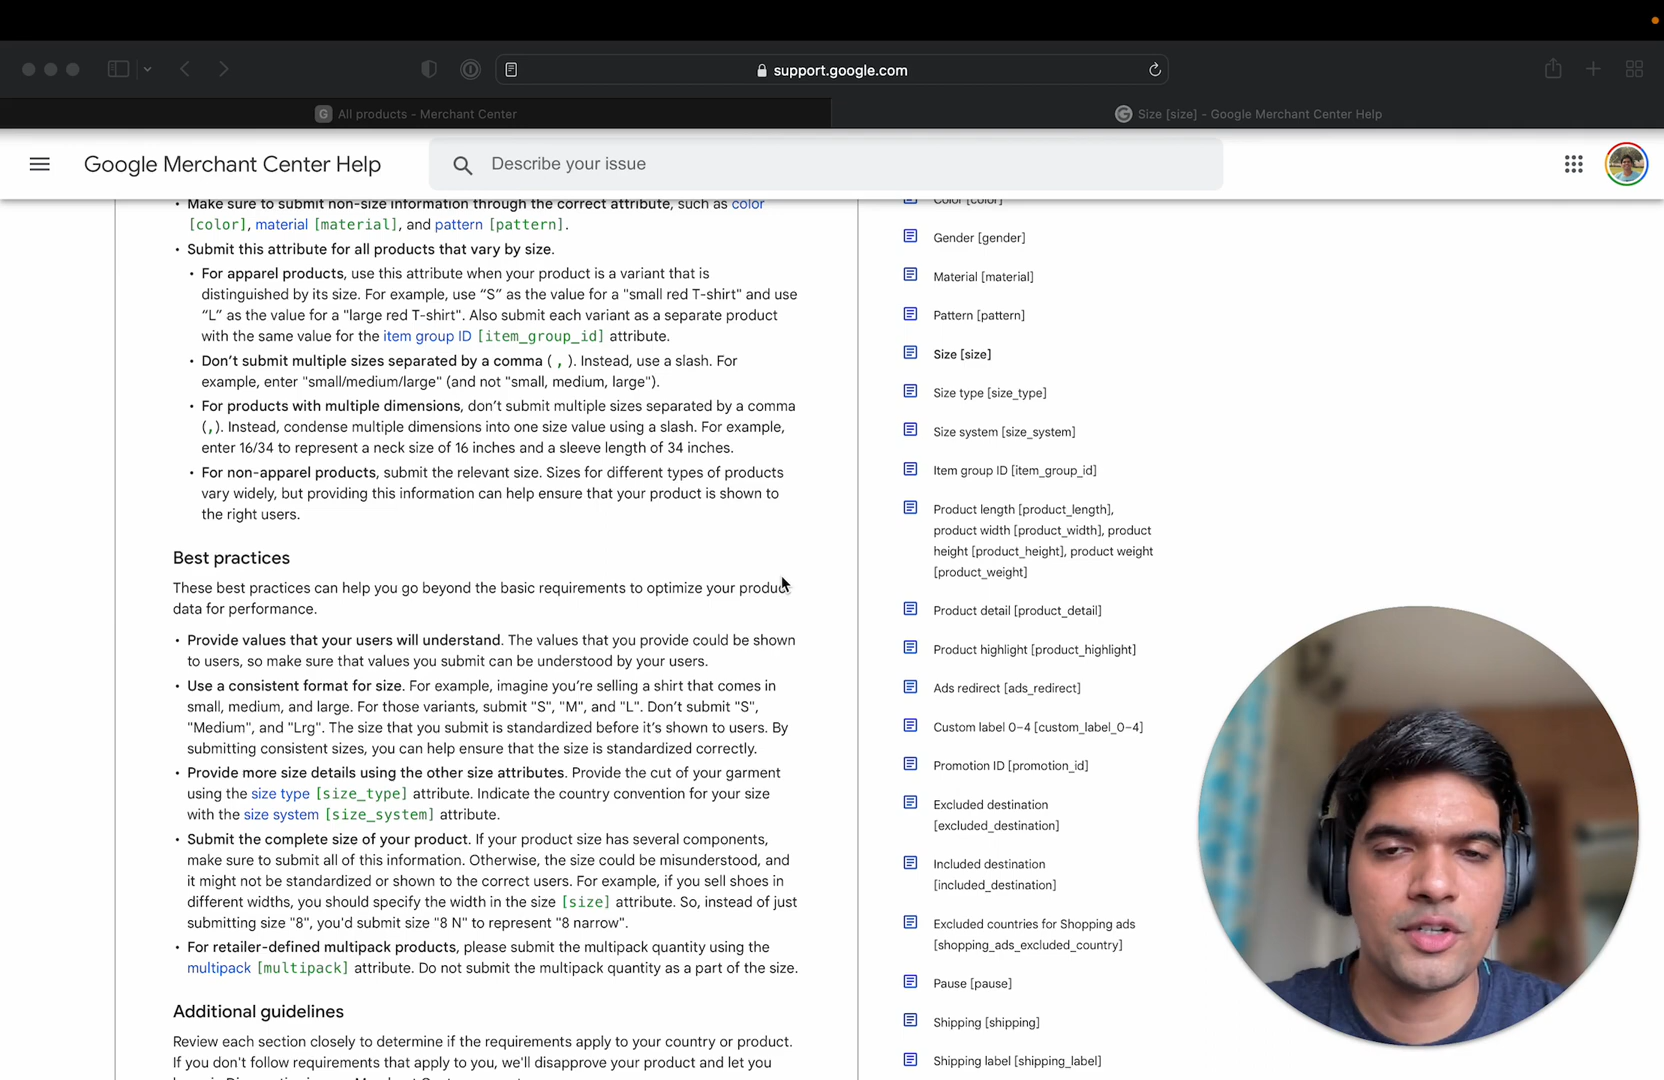 support.google.com
G All products - Merchant Center
G Size [size] - Google Merchant Center Help
Google Merchant Center Help
Describe your issue
• Make sure to submit non-size information through the correct attribute, such as color
[color], material [material], and pattern [pattern].
• Submit this attribute for all products that vary by size.
• For apparel products, use this attribute when your product is a variant that is
distinguished by its size. For example, use “S” as the value for a "small red T-shirt" and use
“L” as the value for a "large red T-shirt". Also submit each variant as a separate product
with the same value for the item group ID [item_group_id] attribute.
• Don’t submit multiple sizes separated by a comma ( , ). Instead, use a slash. For
example, enter "small/medium/large" (and not "small, medium, large").
• For products with multiple dimensions, don’t submit multiple sizes separated by a comma
(,). Instead, condense multiple dimensions into one size value using a slash. For example,
enter 16/34 to represent a neck size of 16 inches and a sleeve length of 34 inches.
• For non-apparel products, submit the relevant size. Sizes for different types of products
vary widely, but providing this information can help ensure that your product is shown to
the right users.
Best practices
These best practices can help you go beyond the basic requirements to optimize your product
data for performance.
• Provide values that your users will understand. The values that you provide could be shown
to users, so make sure that values you submit can be understood by your users.
• Use a consistent format for size. For example, imagine you’re selling a shirt that comes in
small, medium, and large. For those variants, submit "S", "M", and "L". Don’t submit "S",
"Medium", and "Lrg". The size that you submit is standardized before it’s shown to users. By
submitting consistent sizes, you can help ensure that the size is standardized correctly.
• Provide more size details using the other size attributes. Provide the cut of your garment
using the size type [size_type] attribute. Indicate the country convention for your size
with the size system [size_system] attribute.
• Submit the complete size of your product. If your product size has several components,
make sure to submit all of this information. Otherwise, the size could be misunderstood, and
it might not be standardized or shown to the correct users. For example, if you sell shoes in
different widths, you should specify the width in the size [size] attribute. So, instead of just
submitting size "8", you’d submit size "8 N" to represent "8 narrow".
• For retailer-defined multipack products, please submit the multipack quantity using the
multipack [multipack] attribute. Do not submit the multipack quantity as a part of the size.
Additional guidelines
Review each section closely to determine if the requirements apply to your country or product.
If you don't follow requirements that apply to you, we'll disapprove your product and let you
Color [color]
Gender [gender]
Material [material]
Pattern [pattern]
Size [size]
Size type [size_type]
Size system [size_system]
Item group ID [item_group_id]
Product length [product_length],
product width [product_width], product
height [product_height], product weight
[product_weight]
Product detail [product_detail]
Product highlight [product_highlight]
Ads redirect [ads_redirect]
Custom label 0–4 [custom_label_0–4]
Promotion ID [promotion_id]
Excluded destination
[excluded_destination]
Included destination
[included_destination]
Excluded countries for Shopping ads
[shopping_ads_excluded_country]
Pause [pause]
Shipping [shipping]
Shipping label [shipping_label]